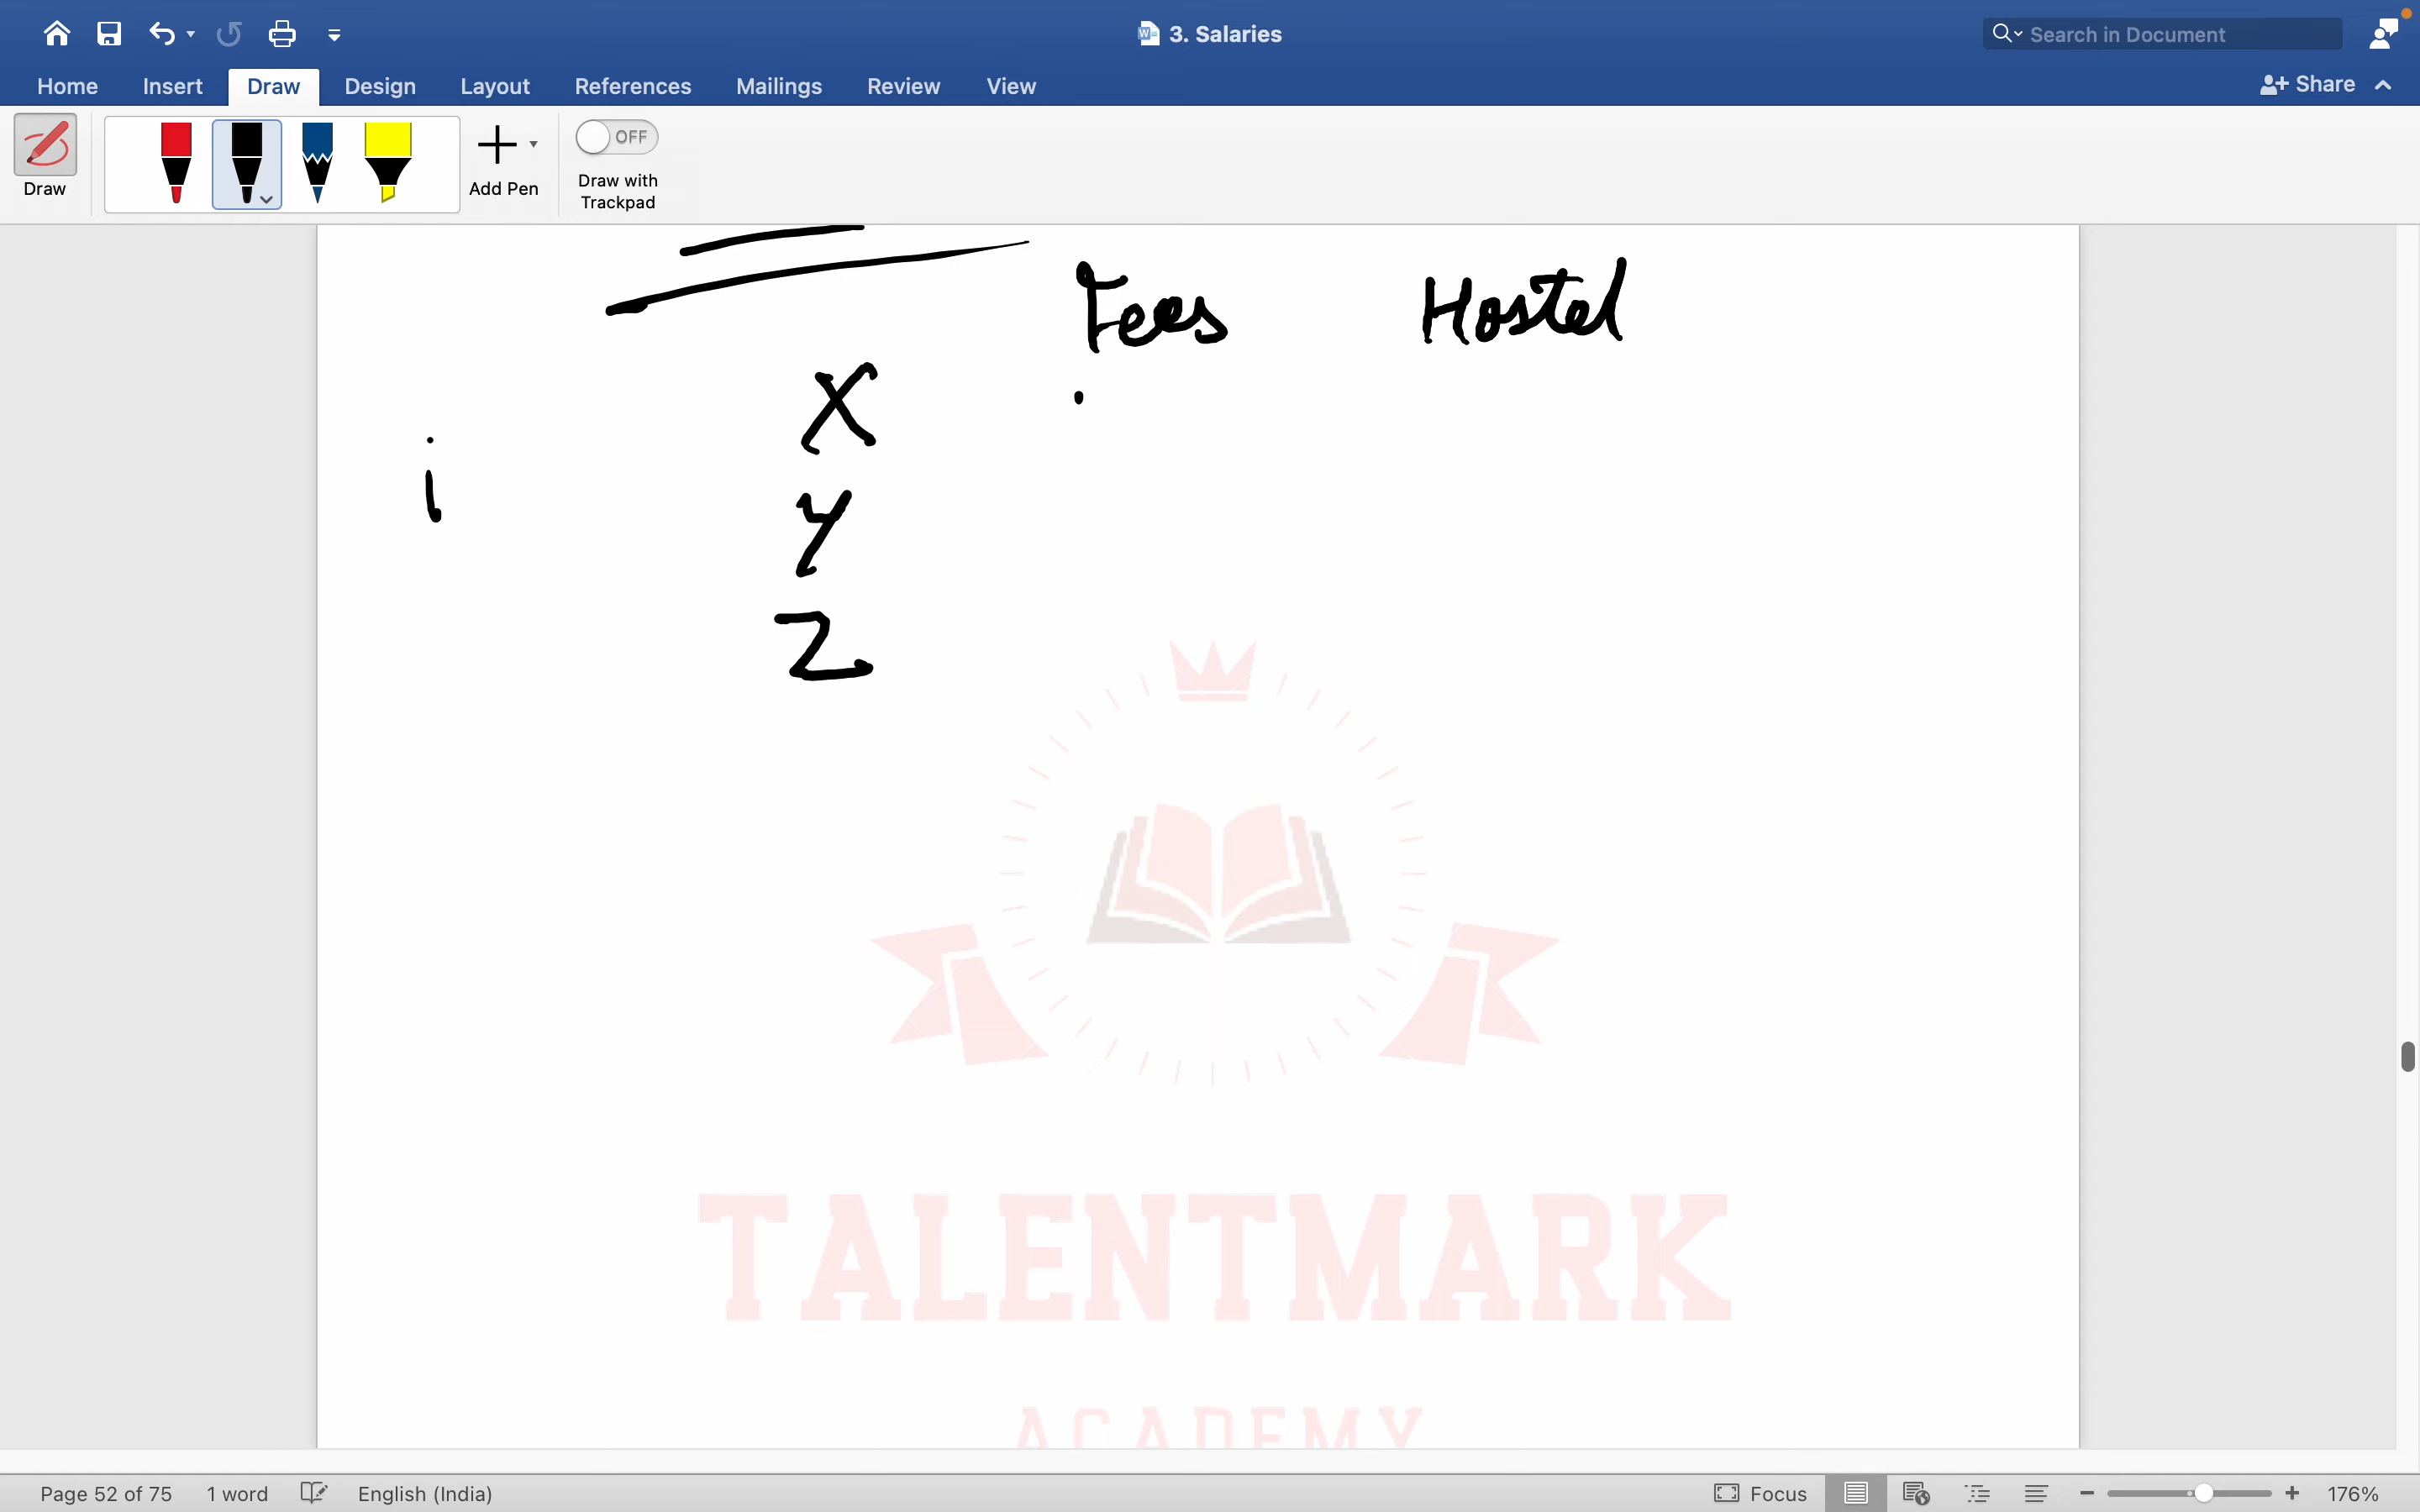 3. Salaries
Search in Document
Home Insert Draw Design Layout References Mailings Review View
Share
OFF
Draw
Add Pen
Draw with
Trackpad
Fees Hostel
X
i
Y
Z
TALENTMARK
ACADEMY
Page 52 of 75 1 word English (India) Focus 176%